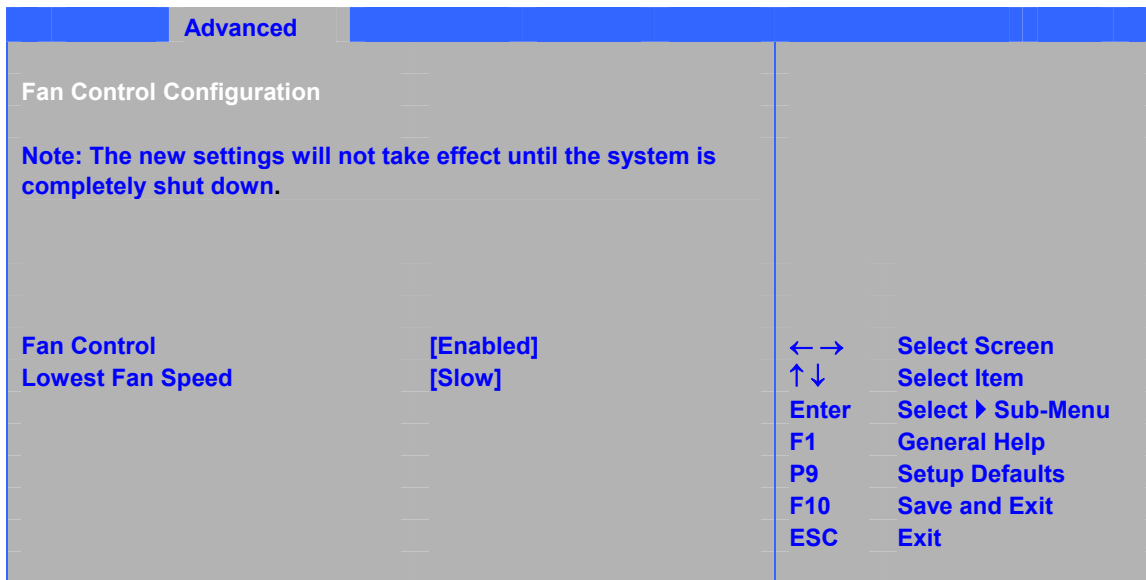 Advanced
Fan Control Configuration
Note: The new settings will not take effect until the system is
completely shut down.
Fan Control [Enabled]
Lowest Fan Speed [Slow]
← → Select Screen
↑ ↓ Select Item
Enter Select ▶ Sub-Menu
F1 General Help
P9 Setup Defaults
F10 Save and Exit
ESC Exit